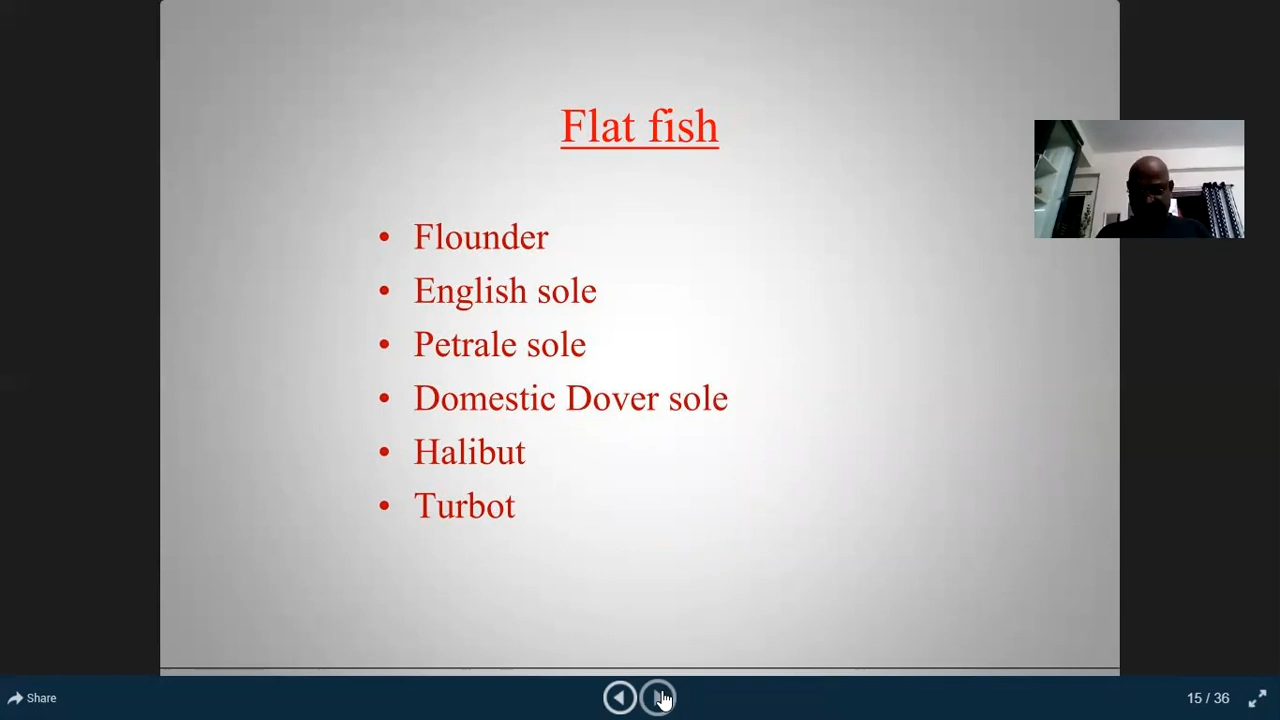 Flat fish
• Flounder
• English sole
• Petrale sole
• Domestic Dover sole
• Halibut
• Turbot
Share
15 / 36